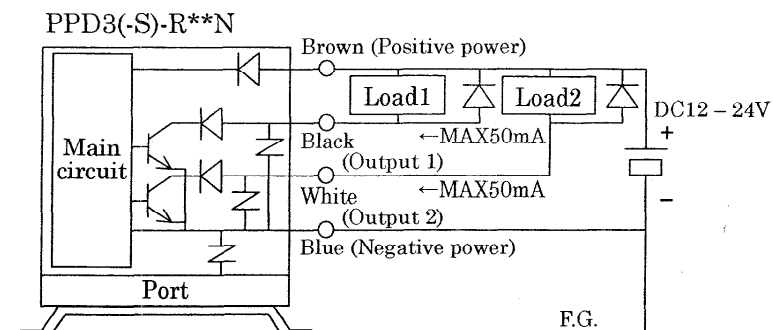 PPD3(-S)-R**N
Brown (Positive power)
Load1
Load2
DC12－24V
+
Black
←MAX50mA
(Output 1)
Main
circuit
White
←MAX50mA
(Output 2)
−
Blue (Negative power)
Port
F.G.